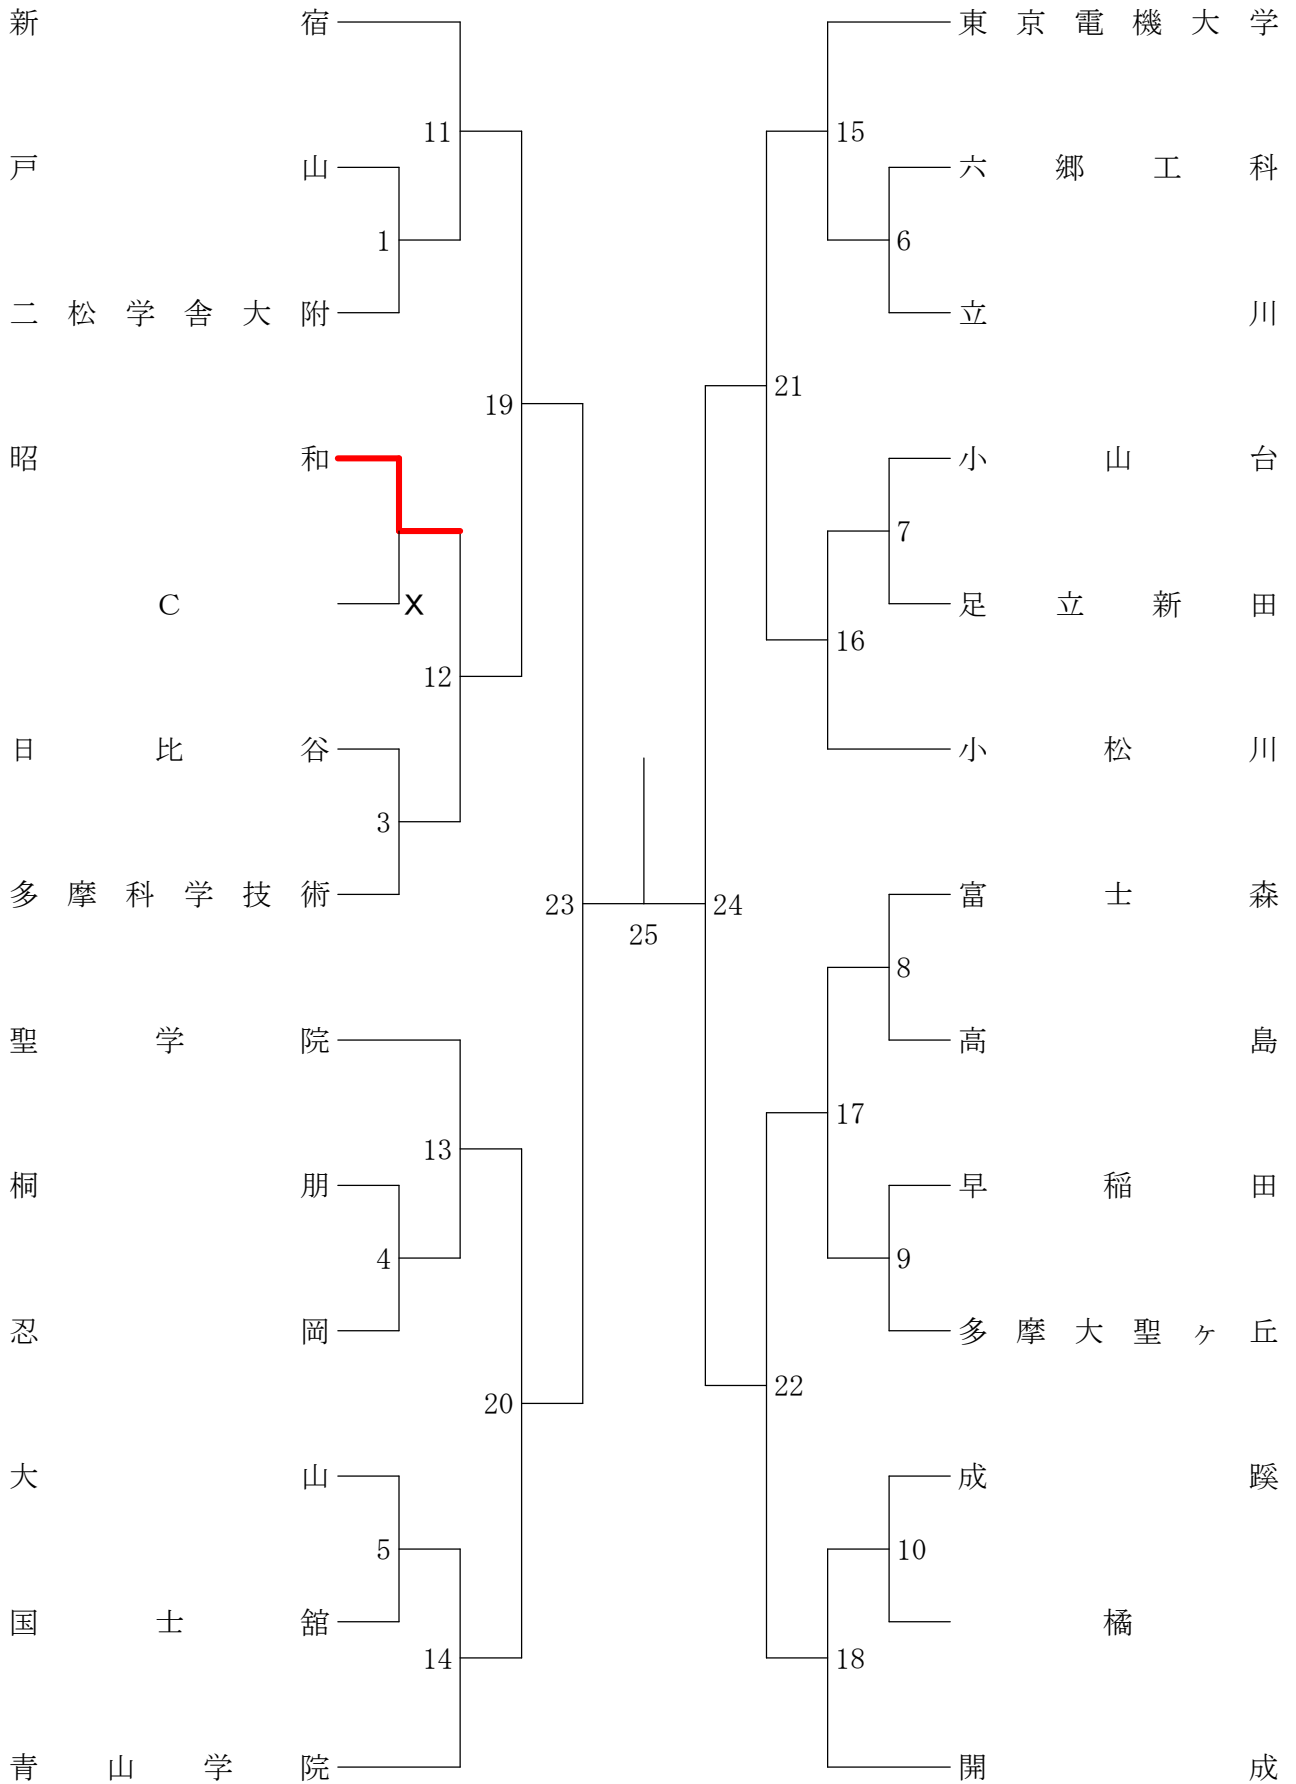 新宿
11
戸山
1
二松学舎大附
19
昭和
C
X
12
日比谷
3
多摩科学技術
23
聖学院
13
桐朋
4
忍岡
20
大山
5
国士舘
14
青山学院
25
東京電機大学
15
六郷工科
6
立川
21
小山台
7
足立新田
16
小松川
富士森
24
8
高島
17
早稲田
9
多摩大聖ヶ丘
22
成蹊
10
橘
18
開成